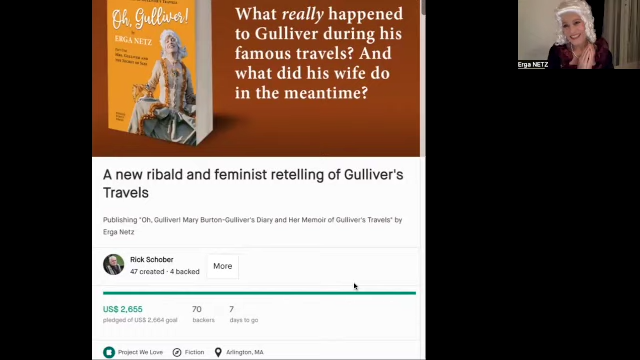 Oh, Gulliver!
by
ERGA NETZ
What really happened
to Gulliver during his
famous travels? And
what did his wife do
in the meantime?
Erga NETZ
A new ribald and feminist retelling of Gulliver's
Travels
Publishing "Oh, Gulliver! Mary Burton-Gulliver's Diary and Her Memoir of Gulliver's Travels" by
Erga Netz
Rick Schober
47 created · 4 backed
More
US$ 2,655
pledged of US$ 2,664 goal
70
backers
7
days to go
Project We Love
Fiction
Arlington, MA